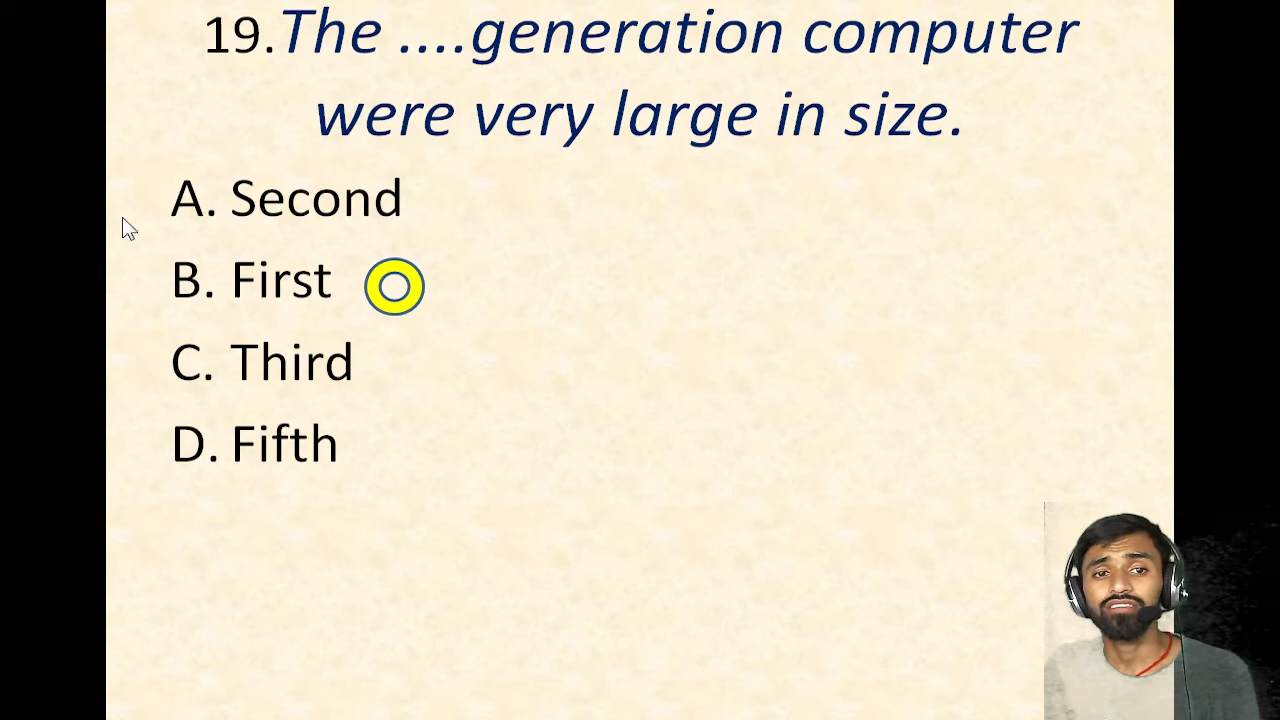 19.The ....generation computer
were very large in size.
A. Second
B. First
C. Third
D. Fifth